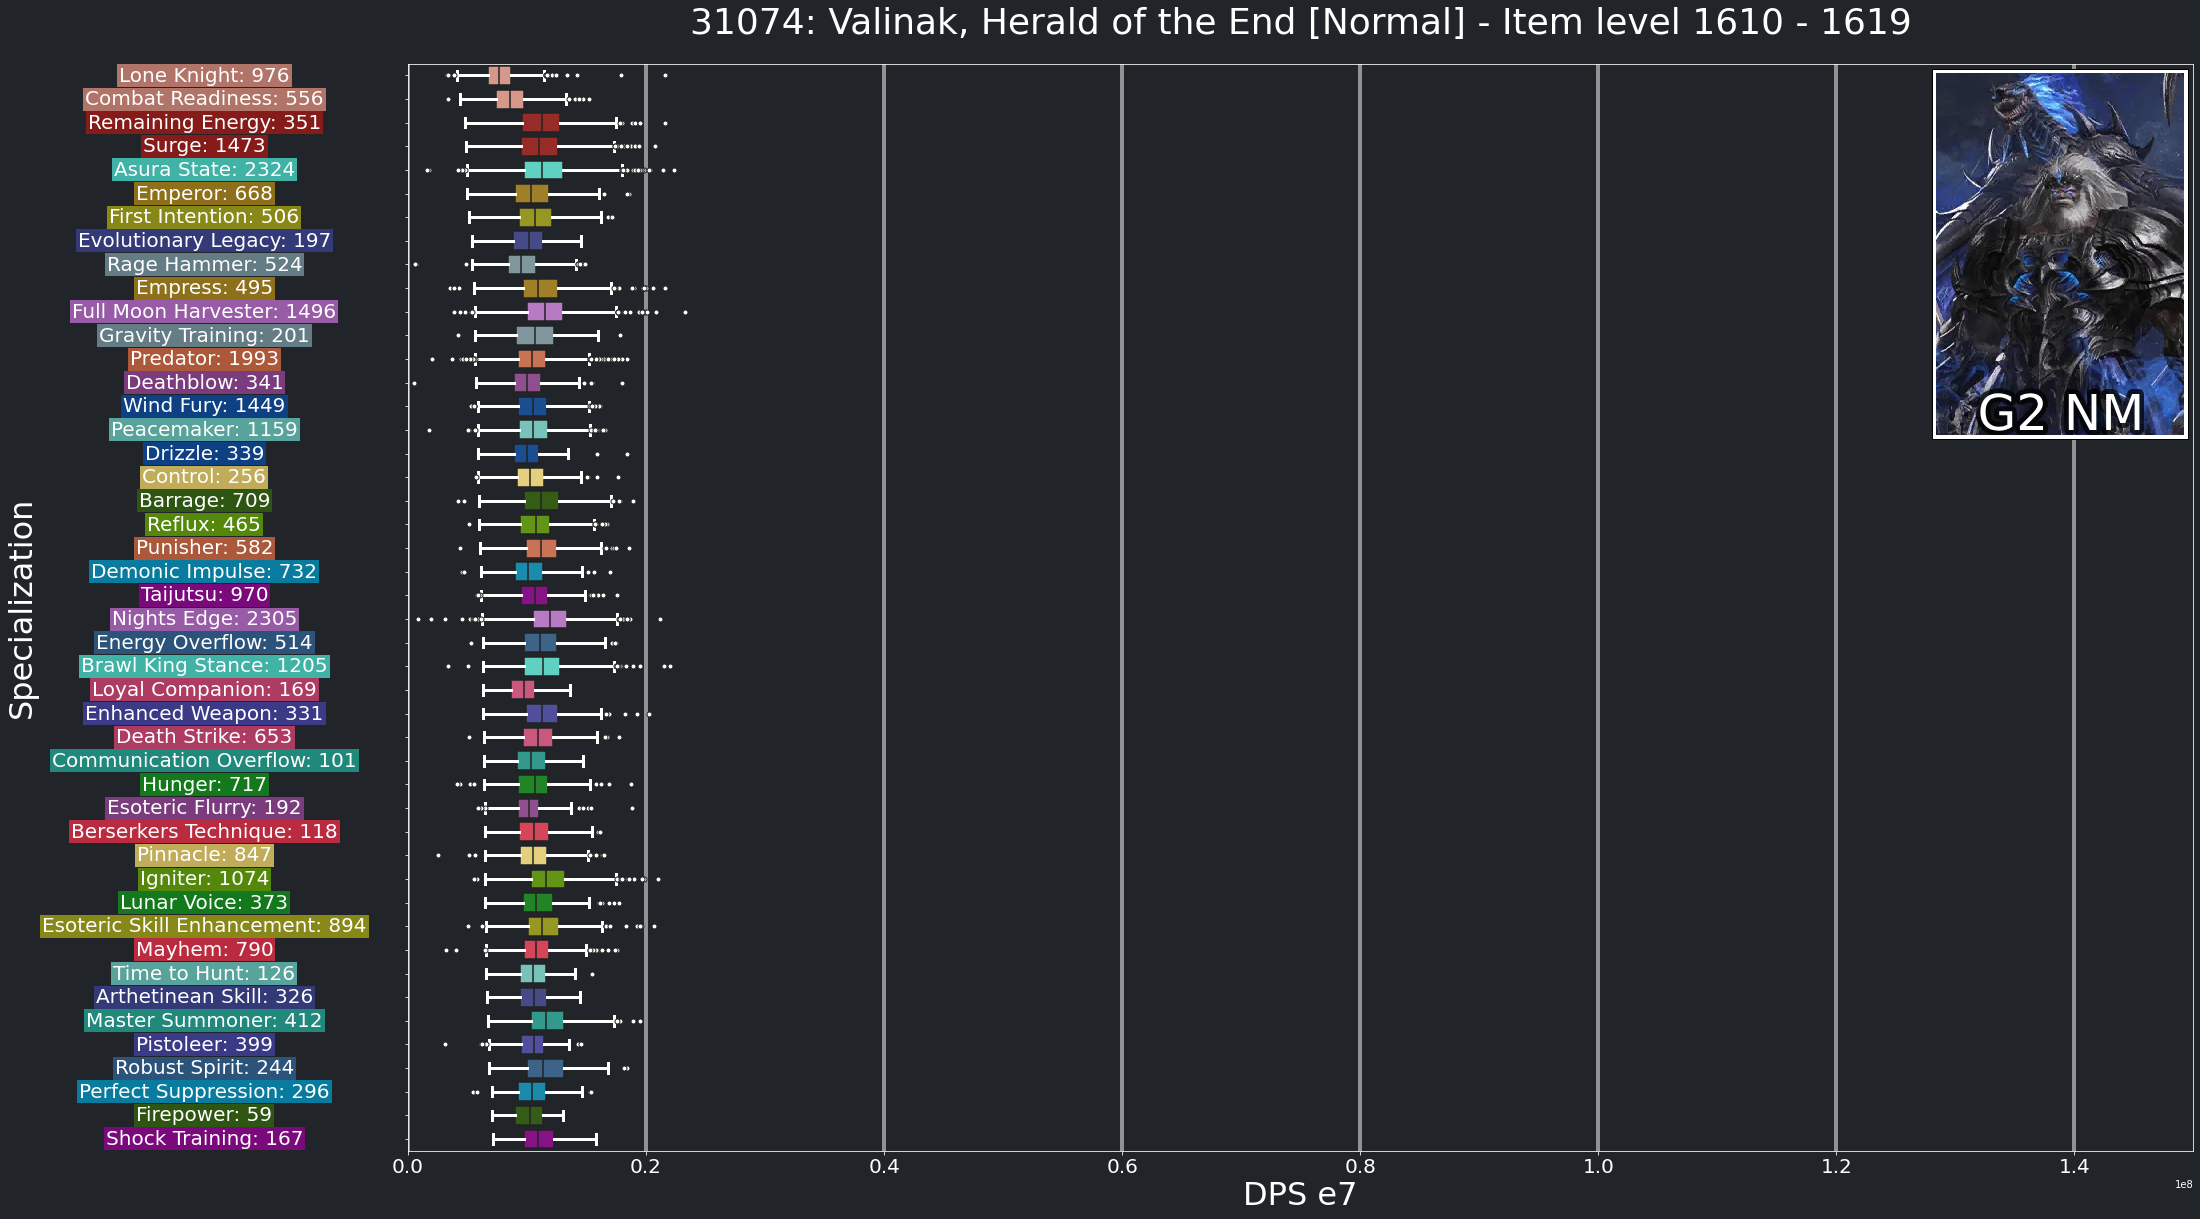 31074: Valinak, Herald of the End [Normal] - Item level 1610 - 1619
Lone Knight: 976
Combat Readiness: 556
Remaining Energy: 351
Surge: 1473
Asura State: 2324
Emperor: 668
First Intention: 506
Evolutionary Legacy: 197
Rage Hammer: 524
Empress: 495
Full Moon Harvester: 1496
Gravity Training: 201
Predator: 1993
Deathblow: 341
Wind Fury: 1449
Peacemaker: 1159
Drizzle: 339
Control: 256
Barrage: 709
Reflux: 465
Punisher: 582
Demonic Impulse: 732
Taijutsu: 970
Nights Edge: 2305
Energy Overflow: 514
Brawl King Stance: 1205
Loyal Companion: 169
Enhanced Weapon: 331
Death Strike: 653
Communication Overflow: 101
Hunger: 717
Esoteric Flurry: 192
Berserkers Technique: 118
Pinnacle: 847
Igniter: 1074
Lunar Voice: 373
Esoteric Skill Enhancement: 894
Mayhem: 790
Time to Hunt: 126
Arthetinean Skill: 326
Master Summoner: 412
Pistoleer: 399
Robust Spirit: 244
Perfect Suppression: 296
Firepower: 59
Shock Training: 167
Specialization
G2 NM
0.0 0.2 0.4 0.6 0.8 1.0 1.2 1.4
DPS e7
1e8